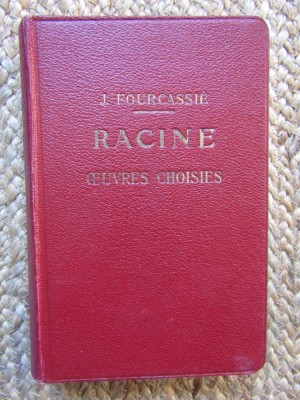 J. FOURCASSIÉ
RACINE
ŒUVRES CHOISIES